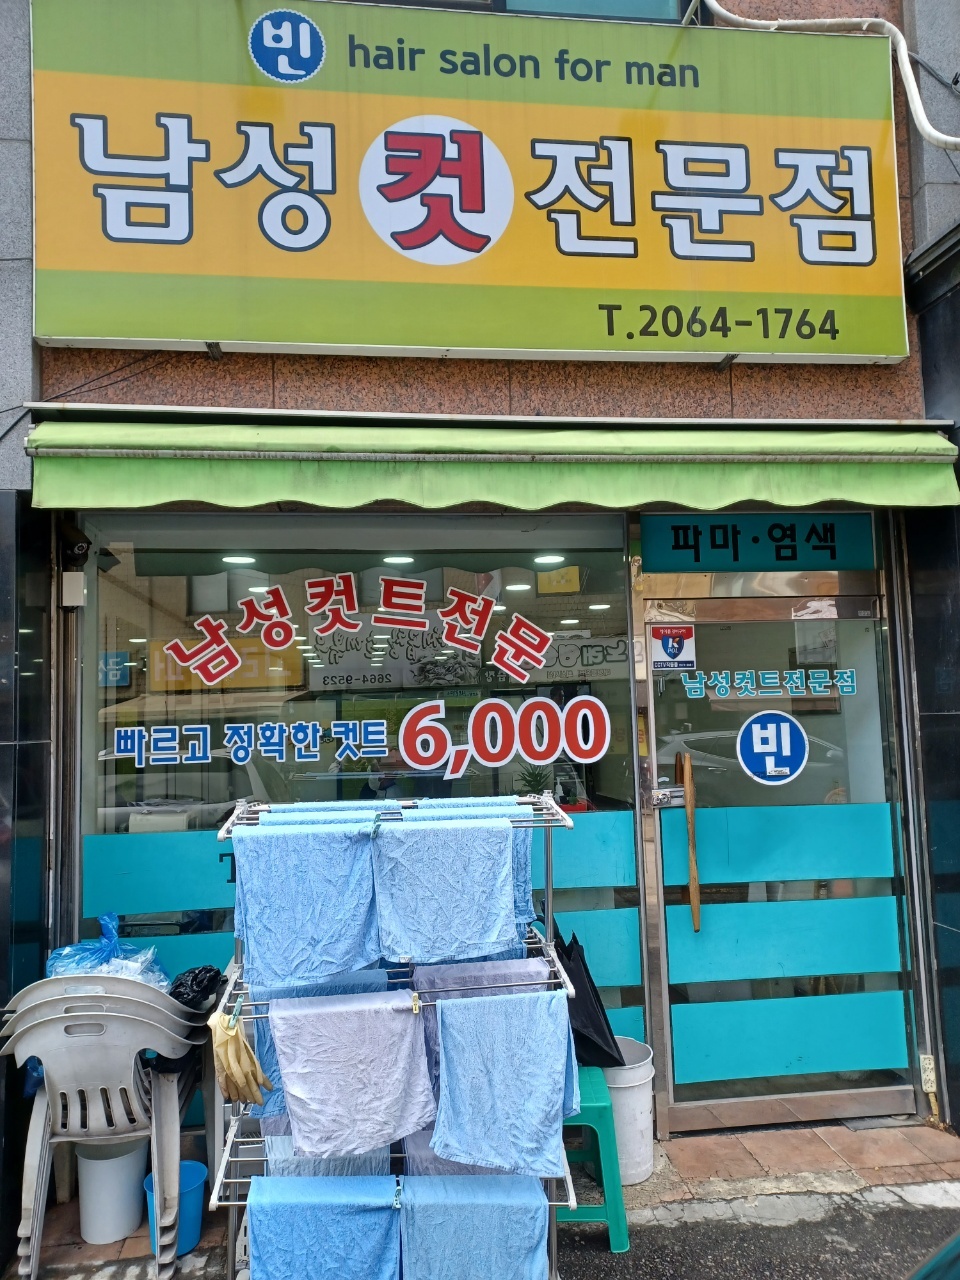 빈 hair salon for man
남성컷전문점
T.2064-1764
파마·염색
남성컷트전문
빠르고 정확한 컷트 6,000
2664-9523
K
POL
남성컷트전문점
빈